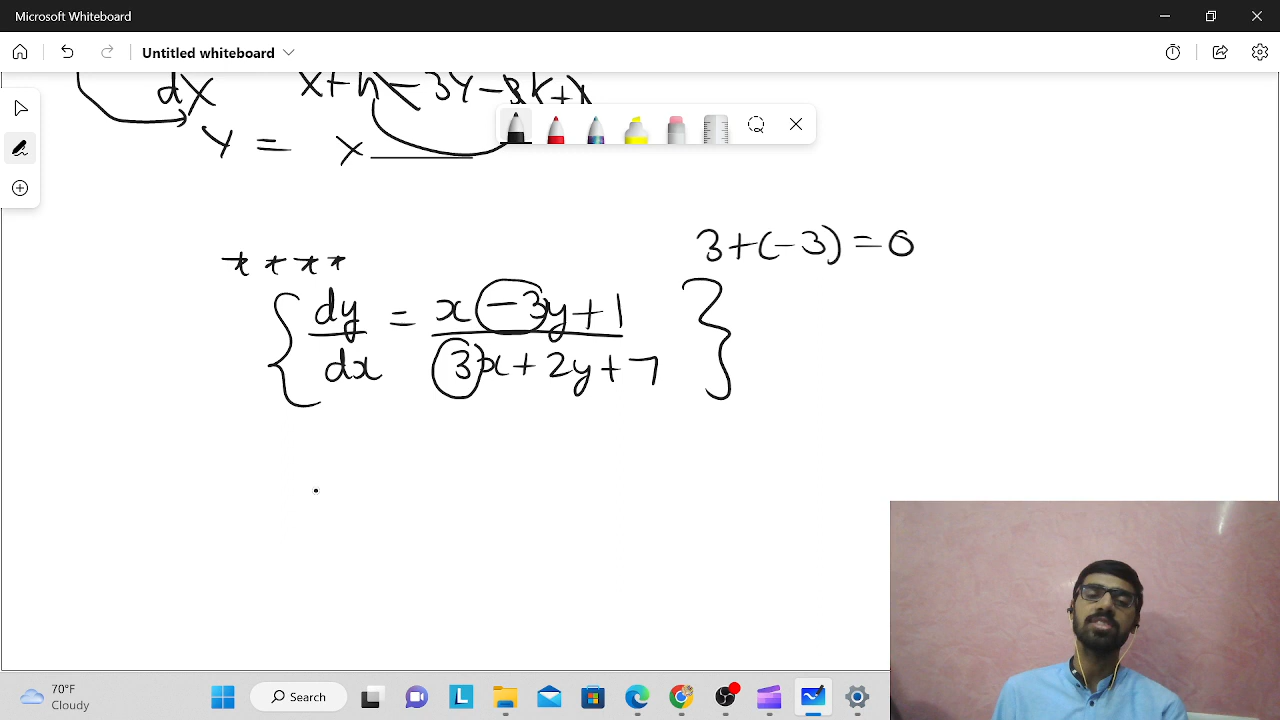 Microsoft Whiteboard
Untitled whiteboard
dX
Y = X
3+(-3)=0
****
{ dy/dx = x-3y+1 / 3x+2y+7 }
70°F
Cloudy
Search